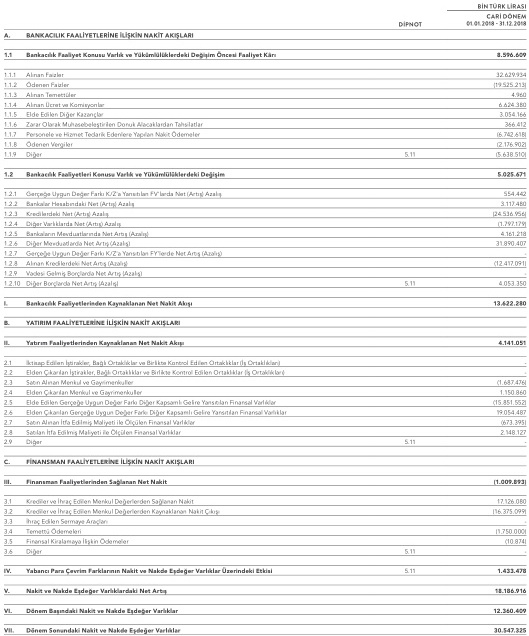 BİN TÜRK LİRASI
CARİ DÖNEM
DİPNOT 01.01.2018 - 31.12.2018
A. BANKACILIK FAALİYETLERİNE İLİŞKİN NAKİT AKIŞLARI
1.1 Bankacılık Faaliyet Konusu Varlık ve Yükümlülüklerdeki Değişim Öncesi Faaliyet Kârı 8.596.609
1.1.1 Alınan Faizler 32.629.934
1.1.2 Ödenen Faizler (19.525.213)
1.1.3 Alınan Temettüler 4.960
1.1.4 Alınan Ücret ve Komisyonlar 6.624.380
1.1.5 Elde Edilen Diğer Kazançlar 3.054.166
1.1.6 Zarar Olarak Muhasebeleştirilen Donuk Alacaklardan Tahsilatlar 366.412
1.1.7 Personele ve Hizmet Tedarik Edenlere Yapılan Nakit Ödemeler (6.742.618)
1.1.8 Ödenen Vergiler (2.176.902)
1.1.9 Diğer 5.11 (5.638.510)
1.2 Bankacılık Faaliyetleri Konusu Varlık ve Yükümlülüklerdeki Değişim 5.025.671
1.2.1 Gerçeğe Uygun Değer Farkı K/Z'a Yansıtılan FV'larda Net (Artış) Azalış 554.442
1.2.2 Bankalar Hesabındaki Net (Artış) Azalış 3.117.480
1.2.3 Kredilerdeki Net (Artış) Azalış (24.536.956)
1.2.4 Diğer Varlıklarda Net (Artış) Azalış (1.797.179)
1.2.5 Bankaların Mevduatlarında Net Artış (Azalış) 4.161.218
1.2.6 Diğer Mevduatlarda Net Artış (Azalış) 31.890.407
1.2.7 Gerçeğe Uygun Değer Farkı K/Z'a Yansıtılan FY'lerde Net Artış (Azalış) -
1.2.8 Alınan Kredilerdeki Net Artış (Azalış) (12.417.091)
1.2.9 Vadesi Gelmiş Borçlarda Net Artış (Azalış) -
1.2.10 Diğer Borçlarda Net Artış (Azalış) 5.11 4.053.350
I. Bankacılık Faaliyetlerinden Kaynaklanan Net Nakit Akışı 13.622.280
B. YATIRIM FAALİYETLERİNE İLİŞKİN NAKİT AKIŞLARI
II. Yatırım Faaliyetlerinden Kaynaklanan Net Nakit Akışı 4.141.051
2.1 İktisap Edilen İştirakler, Bağlı Ortaklıklar ve Birlikte Kontrol Edilen Ortaklıklar (İş Ortaklıkları) -
2.2 Elden Çıkarılan İştirakler, Bağlı Ortaklıklar ve Birlikte Kontrol Edilen Ortaklıklar (İş Ortaklıkları) -
2.3 Satın Alınan Menkul ve Gayrimenkuller (1.687.476)
2.4 Elden Çıkarılan Menkul ve Gayrimenkuller 1.150.860
2.5 Elde Edilen Gerçeğe Uygun Değer Farkı Diğer Kapsamlı Gelire Yansıtılan Finansal Varlıklar (15.851.552)
2.6 Elden Çıkarılan Gerçeğe Uygun Değer Farkı Diğer Kapsamlı Gelire Yansıtılan Finansal Varlıklar 19.054.487
2.7 Satın Alınan İtfa Edilmiş Maliyeti ile Ölçülen Finansal Varlıklar (673.395)
2.8 Satılan İtfa Edilmiş Maliyeti ile Ölçülen Finansal Varlıklar 2.148.127
2.9 Diğer 5.11 -
C. FİNANSMAN FAALİYETLERİNE İLİŞKİN NAKİT AKIŞLARI
III. Finansman Faaliyetlerinden Sağlanan Net Nakit (1.009.893)
3.1 Krediler ve İhraç Edilen Menkul Değerlerden Sağlanan Nakit 17.126.080
3.2 Krediler ve İhraç Edilen Menkul Değerlerden Kaynaklanan Nakit Çıkışı (16.375.099)
3.3 İhraç Edilen Sermaye Araçları -
3.4 Temettü Ödemeleri (1.750.000)
3.5 Finansal Kiralamaya İlişkin Ödemeler (10.874)
3.6 Diğer 5.11 -
IV. Yabancı Para Çevrim Farklarının Nakit ve Nakde Eşdeğer Varlıklar Üzerindeki Etkisi 5.11 1.433.478
V. Nakit ve Nakde Eşdeğer Varlıklardaki Net Artış 18.186.916
VI. Dönem Başındaki Nakit ve Nakde Eşdeğer Varlıklar 12.360.409
VII. Dönem Sonundaki Nakit ve Nakde Eşdeğer Varlıklar 30.547.325